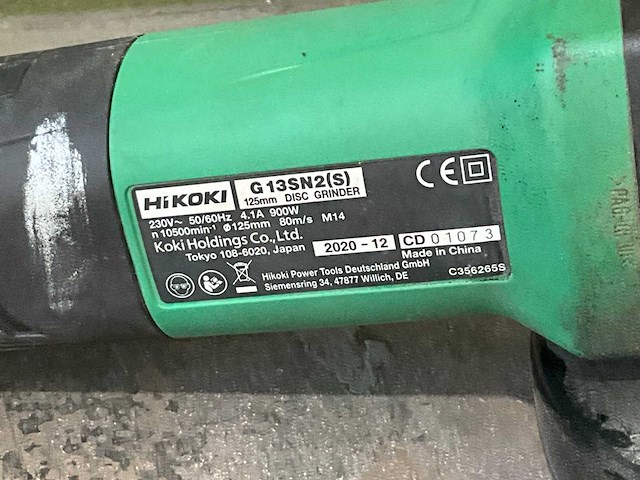 HiKOKI G13SN2(S)
125mm DISC GRINDER
230V~ 50/60Hz 4.1A 900W
n 10500min-¹ ø125mm 80m/s M14
Koki Holdings Co.,Ltd.
Tokyo 108-6020, Japan
2020-12 CD 01073
Made in China
Hikoki Power Tools Deutschland GmbH
Siemensring 34, 47877 Willich, DE
C356265S
CE